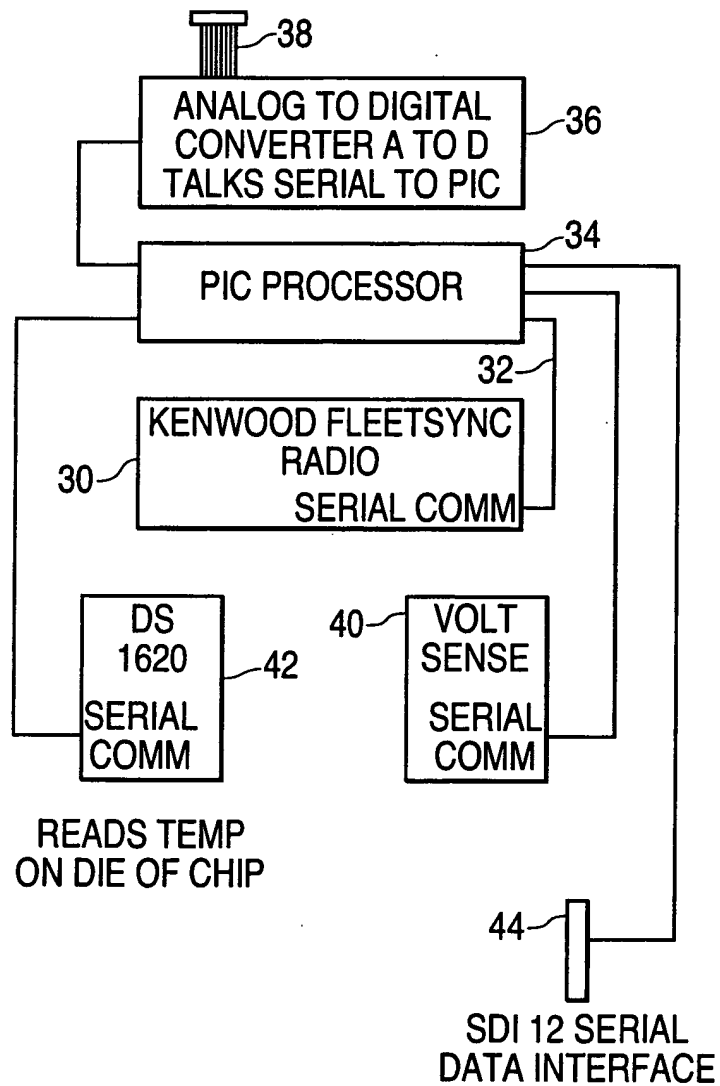 38
ANALOG TO DIGITAL
CONVERTER A TO D
TALKS SERIAL TO PIC
36
34
PIC PROCESSOR
32
KENWOOD FLEETSYNC
RADIO
30
SERIAL COMM
DS
1620
42
SERIAL
COMM
40
VOLT
SENSE
SERIAL
COMM
READS TEMP
ON DIE OF CHIP
44
SDI 12 SERIAL
DATA INTERFACE